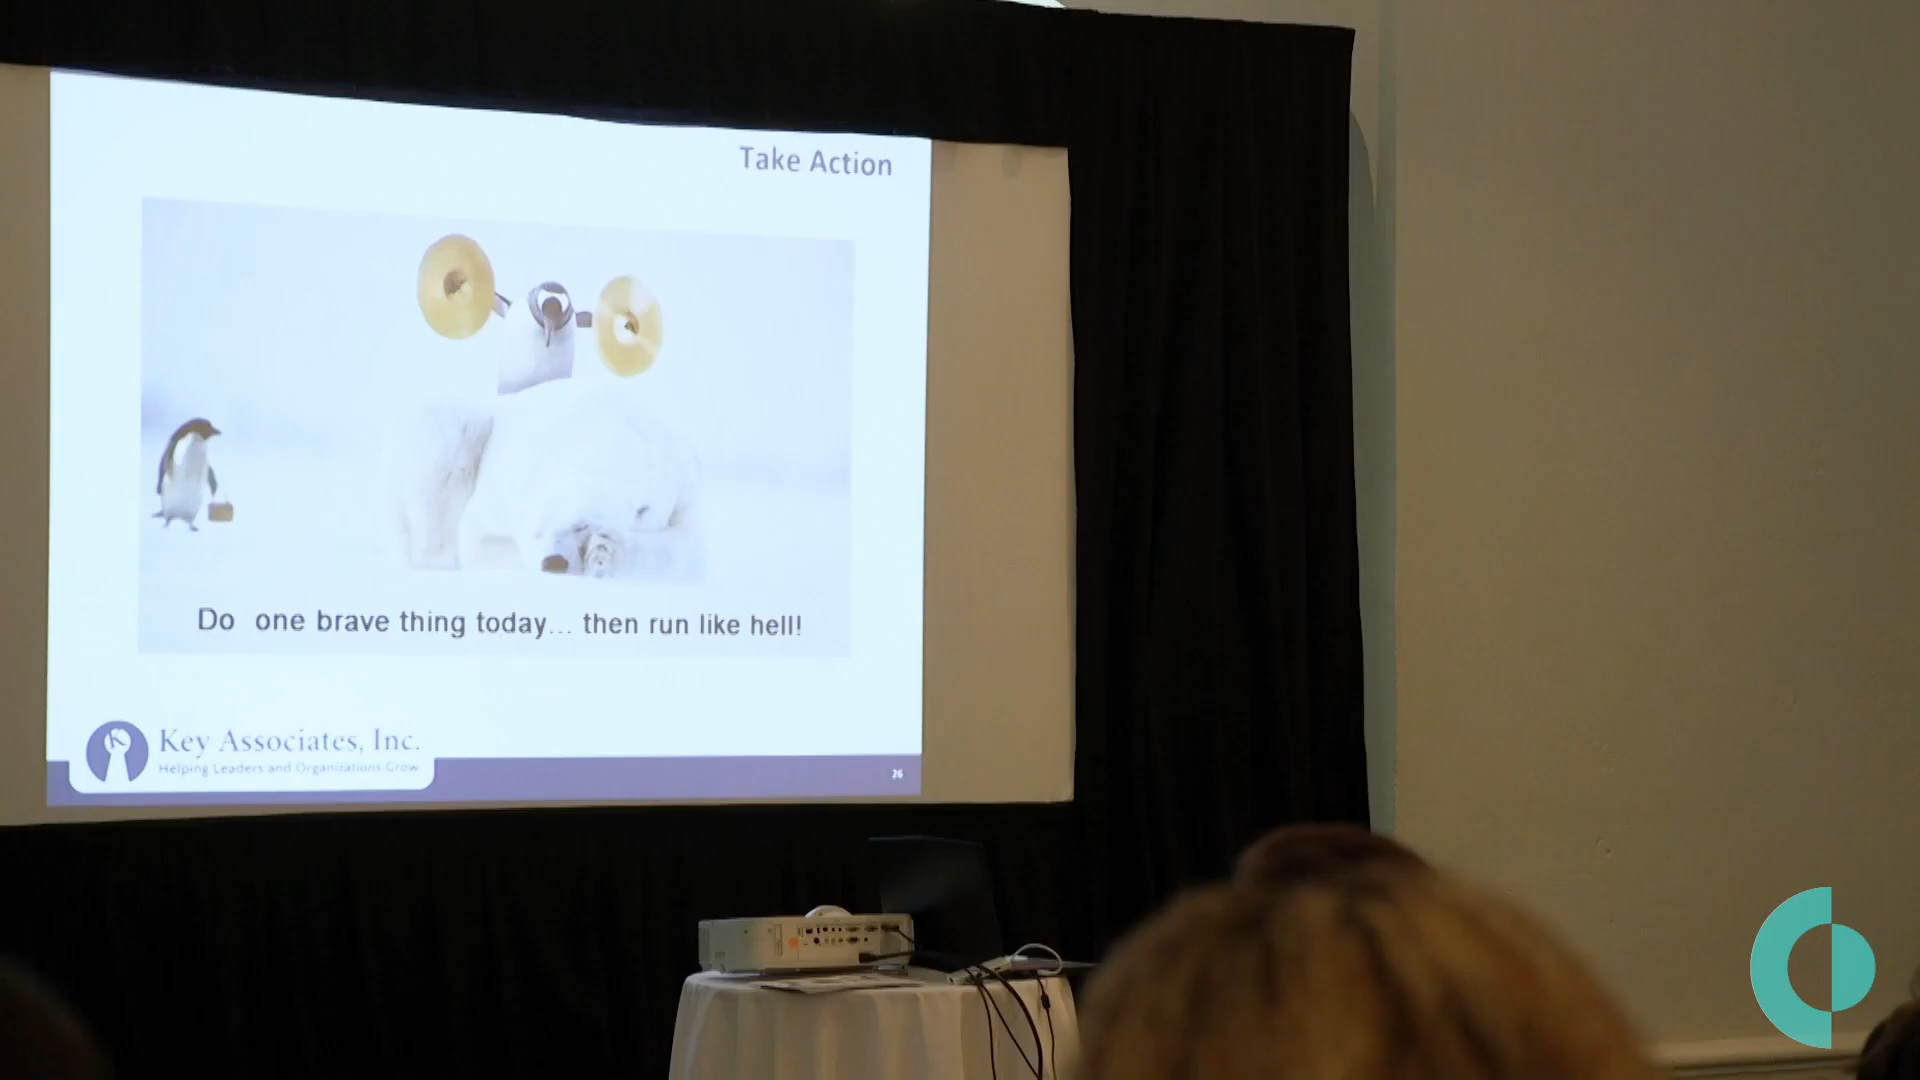 Take Action
Do one brave thing today... then run like hell!
Key Associates, Inc.
Helping Leaders and Organizations Grow
26